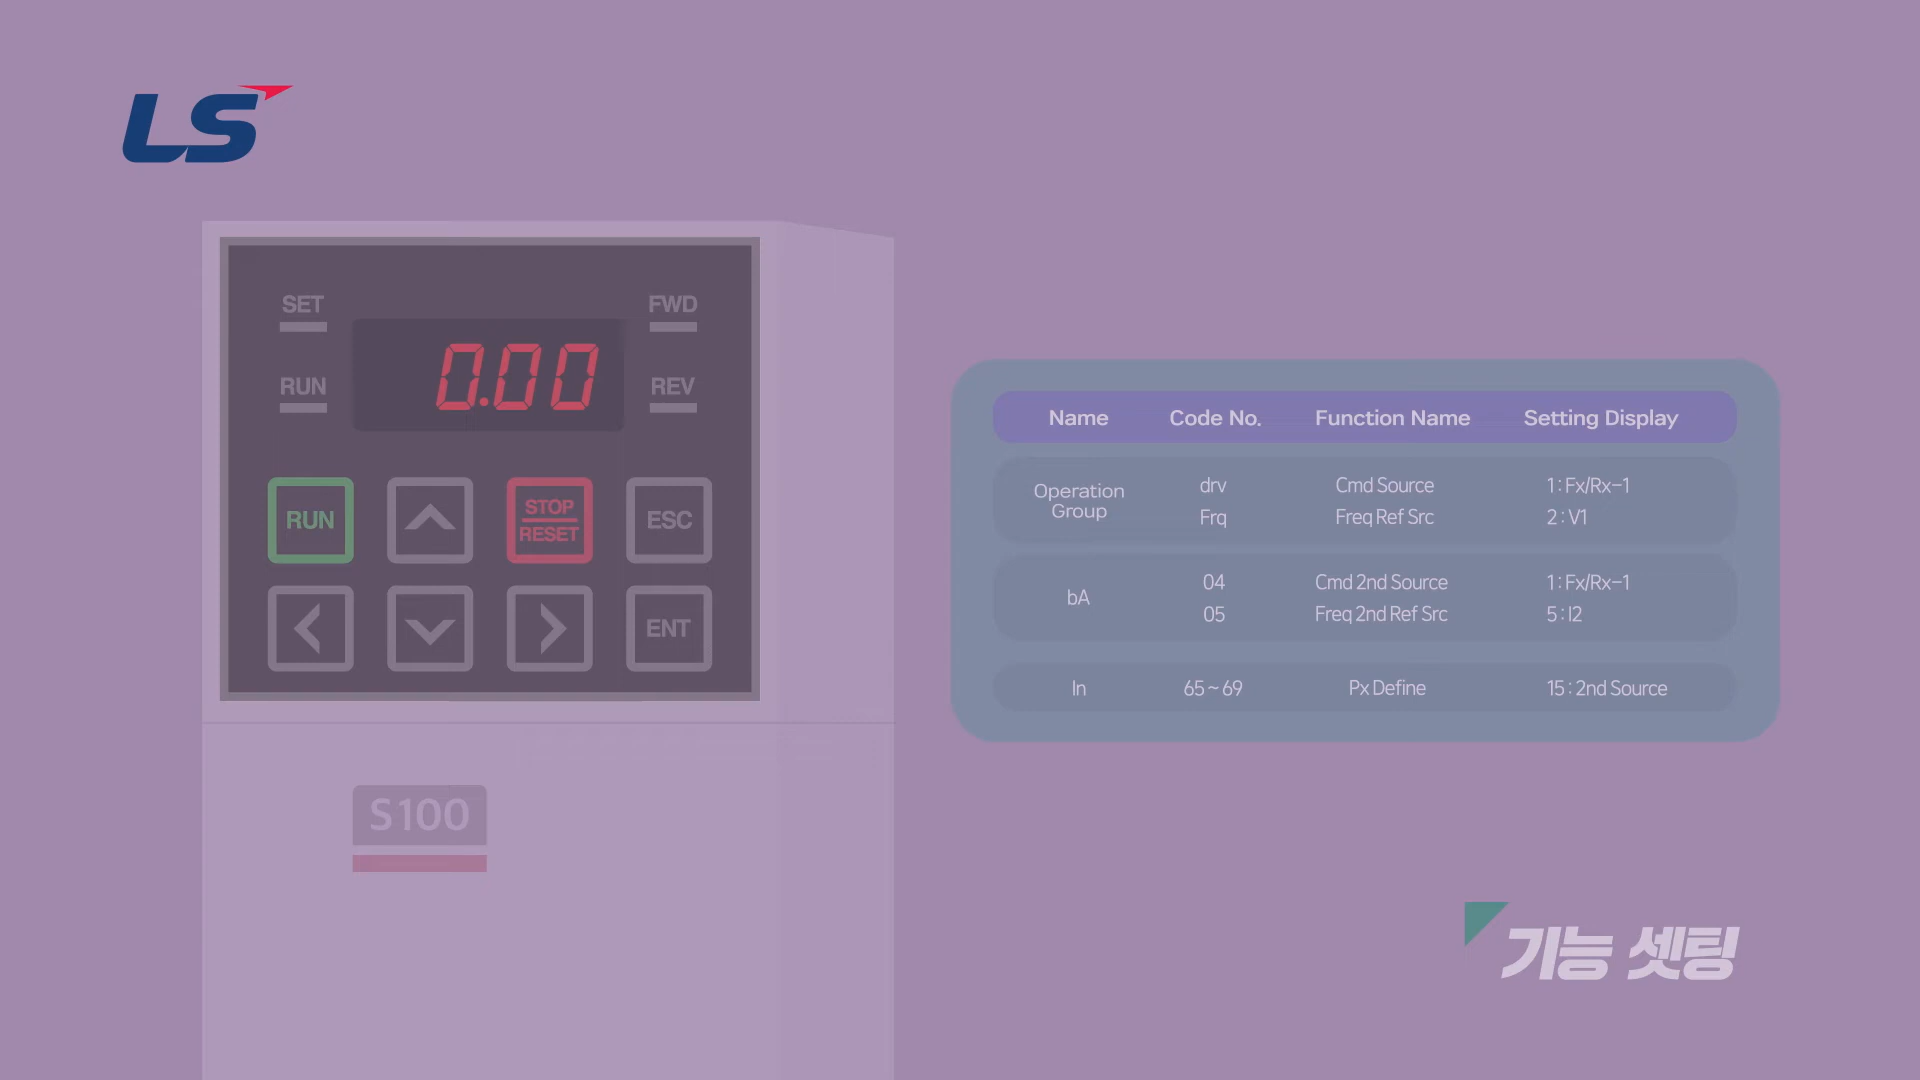 LS
SET
FWD
0.00
RUN
REV
RUN
STOP
RESET
ESC
ENT
S100
Name Code No. Function Name Setting Display
Operation Group
drv Cmd Source 1 : Fx/Rx-1
Frq Freq Ref Src 2 : V1
bA
04 Cmd 2nd Source 1 : Fx/Rx-1
05 Freq 2nd Ref Src 5 : I2
In 65 ~ 69 Px Define 15 : 2nd Source
기능 셋팅